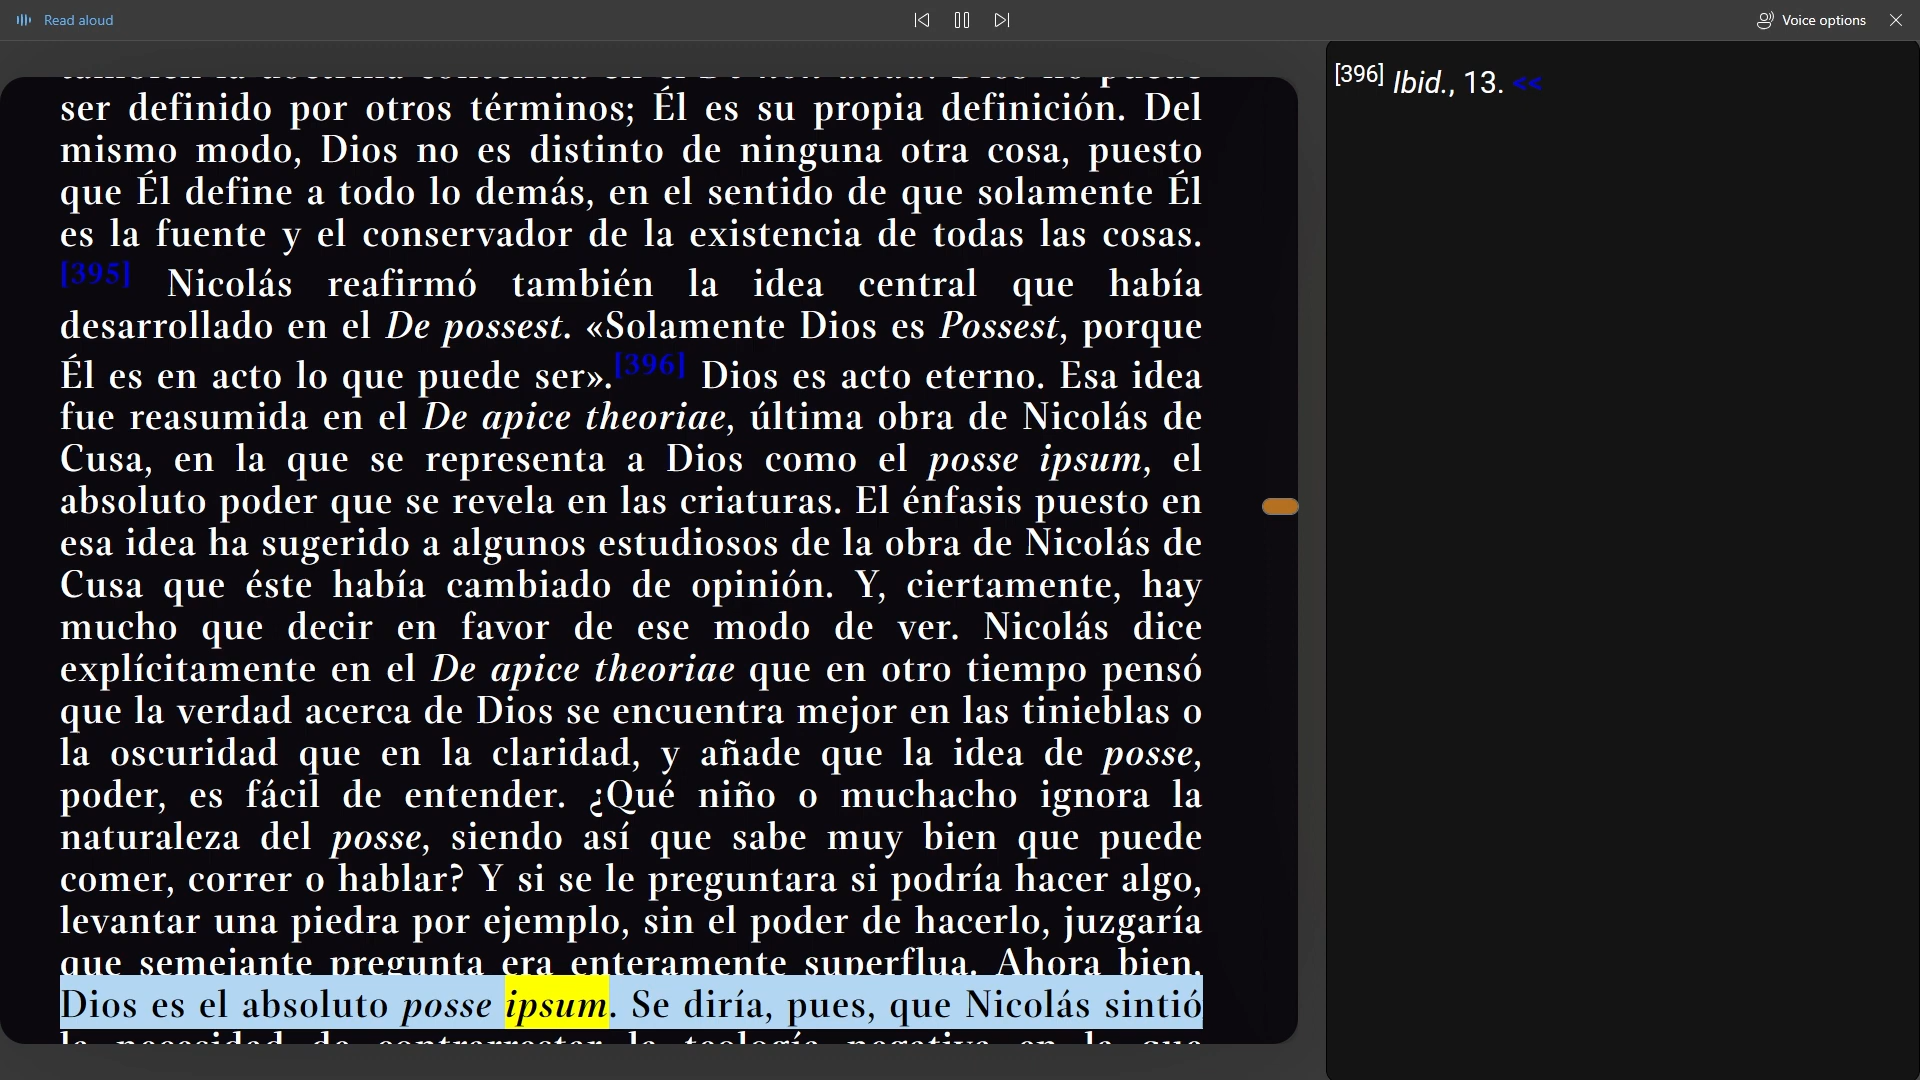 Read aloud
Voice options
ser definido por otros términos; Él es su propia definición. Del
mismo modo, Dios no es distinto de ninguna otra cosa, puesto
que Él define a todo lo demás, en el sentido de que solamente Él
es la fuente y el conservador de la existencia de todas las cosas.
[395] Nicolás reafirmó también la idea central que había
desarrollado en el De possest. «Solamente Dios es Possest, porque
Él es en acto lo que puede ser».[396] Dios es acto eterno. Esa idea
fue reasumida en el De apice theoriae, última obra de Nicolás de
Cusa, en la que se representa a Dios como el posse ipsum, el
absoluto poder que se revela en las criaturas. El énfasis puesto en
esa idea ha sugerido a algunos estudiosos de la obra de Nicolás de
Cusa que éste había cambiado de opinión. Y, ciertamente, hay
mucho que decir en favor de ese modo de ver. Nicolás dice
explícitamente en el De apice theoriae que en otro tiempo pensó
que la verdad acerca de Dios se encuentra mejor en las tinieblas o
la oscuridad que en la claridad, y añade que la idea de posse,
poder, es fácil de entender. ¿Qué niño o muchacho ignora la
naturaleza del posse, siendo así que sabe muy bien que puede
comer, correr o hablar? Y si se le preguntara si podría hacer algo,
levantar una piedra por ejemplo, sin el poder de hacerlo, juzgaría
que semejante pregunta era enteramente superflua. Ahora bien,
Dios es el absoluto posse ipsum. Se diría, pues, que Nicolás sintió
la necesidad de contrarrestar la teología negativa en la que
[396] Ibid., 13. <<